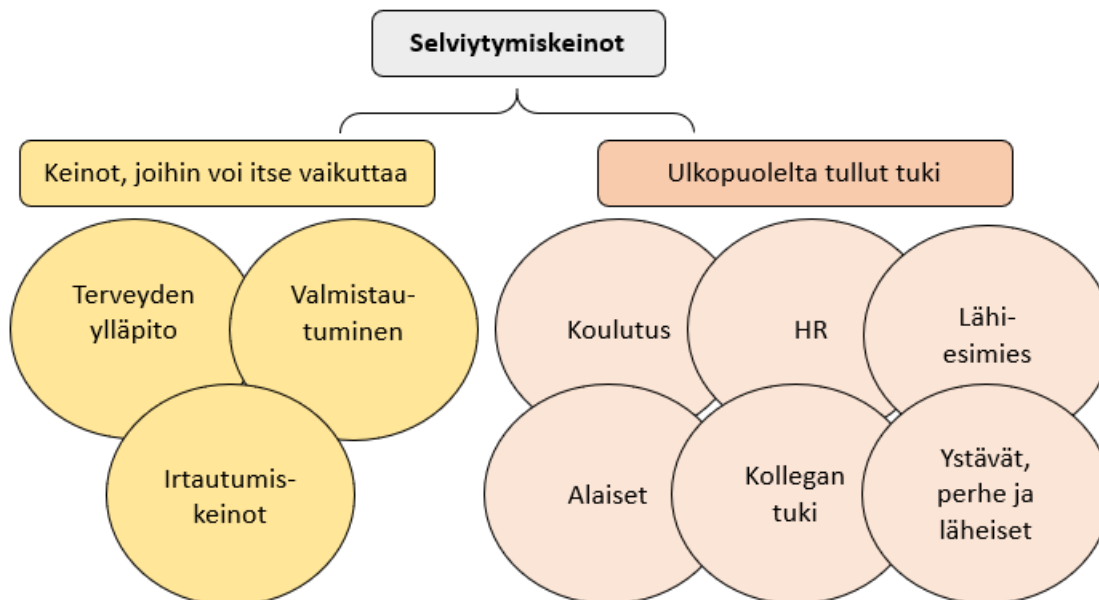 Selviytymiskeinot
Keinot, joihin voi itse vaikuttaa
Ulkopuolelta tullut tuki
Terveyden
ylläpito
Valmistau-
tuminen
Irtautumis-
keinot
Koulutus
HR
Lähi-
esimies
Alaiset
Kollegan
tuki
Ystävät,
perhe ja
läheiset